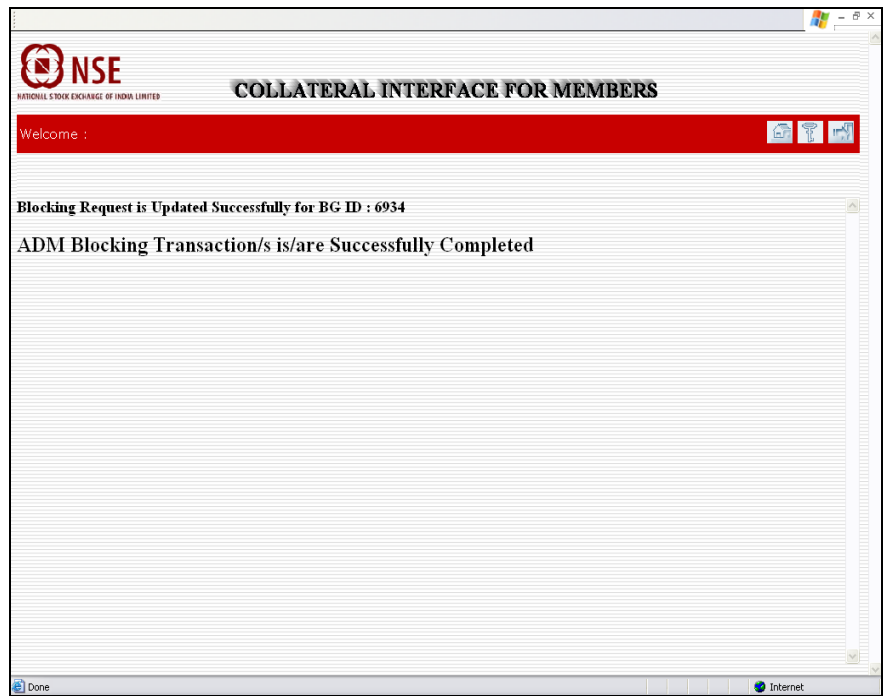 NSE
NATIONAL STOCK EXCHANGE OF INDIA LIMITED
COLLATERAL INTERFACE FOR MEMBERS
Welcome :
Blocking Request is Updated Successfully for BG ID : 6934
ADM Blocking Transaction/s is/are Successfully Completed
Done
Internet